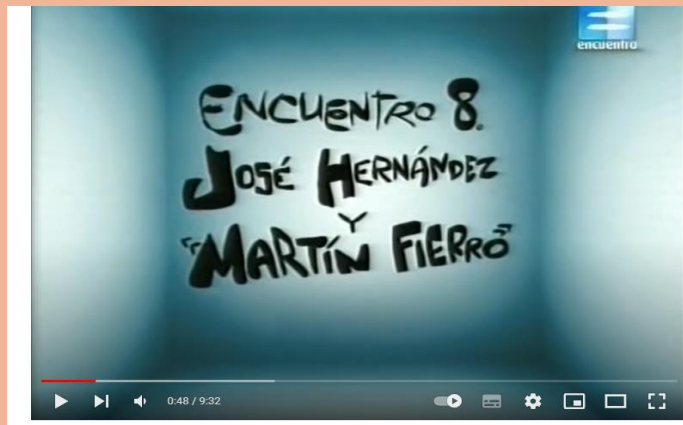 encuentro
ENCUENTRO 8.
JOSÉ HERNÁNDEZ
Y
"MARTÍN FIERRO"
0:48 / 9:32